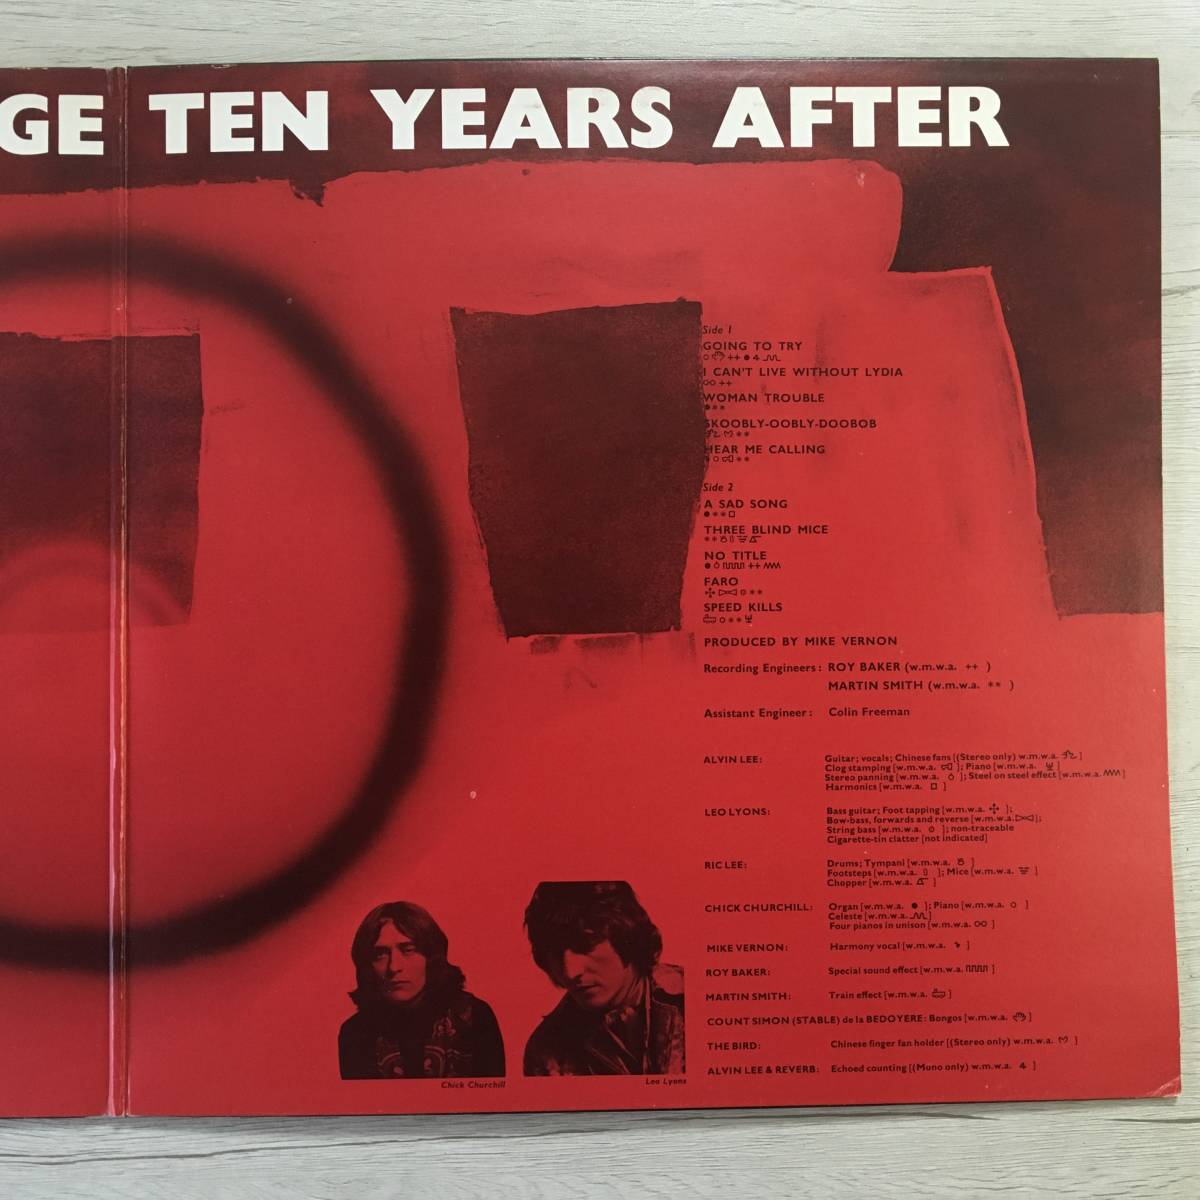 GE TEN YEARS AFTER
Side 1
GOING TO TRY
++ 4
I CAN'T LIVE WITHOUT LYDIA
++
WOMAN TROUBLE
**
SKOOBLY-OOBLY-DOOBOB
**
HEAR ME CALLING
**
Side 2
A SAD SONG
**
THREE BLIND MICE
**
NO TITLE
++
FARO
**
SPEED KILLS
**
PRODUCED BY MIKE VERNON
Recording Engineers: ROY BAKER (w.m.w.a. ++ )
MARTIN SMITH (w.m.w.a. ** )
Assistant Engineer: Colin Freeman
ALVIN LEE: Guitar; vocals; Chinese fans [(Stereo only) w.m.w.a. ]
Clog stamping [w.m.w.a. ]; Piano [w.m.w.a. ]
Stereo panning [w.m.w.a. ]; Steel on steel effect [w.m.w.a. ]
Harmonics [w.m.w.a. ]
LEO LYONS: Bass guitar; Foot tapping [w.m.w.a. ];
Bow-bass, forwards and reverse [w.m.w.a. ];
String bass [w.m.w.a. ]; non-traceable
Cigarette-tin clatter [not indicated]
RIC LEE: Drums; Tympani [w.m.w.a. ]
Footsteps [w.m.w.a. ]; Mice [w.m.w.a. ]
Chopper [w.m.w.a. ]
CHICK CHURCHILL: Organ [w.m.w.a. ]; Piano [w.m.w.a. ]
Celeste [w.m.w.a. ]
Four pianos in unison [w.m.w.a. ]
MIKE VERNON: Harmony vocal [w.m.w.a. ]
ROY BAKER: Special sound effect [w.m.w.a. ]
MARTIN SMITH: Train effect [w.m.w.a. ]
COUNT SIMON (STABLE) de la BEDOYERE: Bongos [w.m.w.a. ]
THE BIRD: Chinese finger fan holder [(Stereo only) w.m.w.a. ]
ALVIN LEE & REVERB: Echoed counting [(Muno only) w.m.w.a. 4 ]
Chick Churchill
Leo Lyons